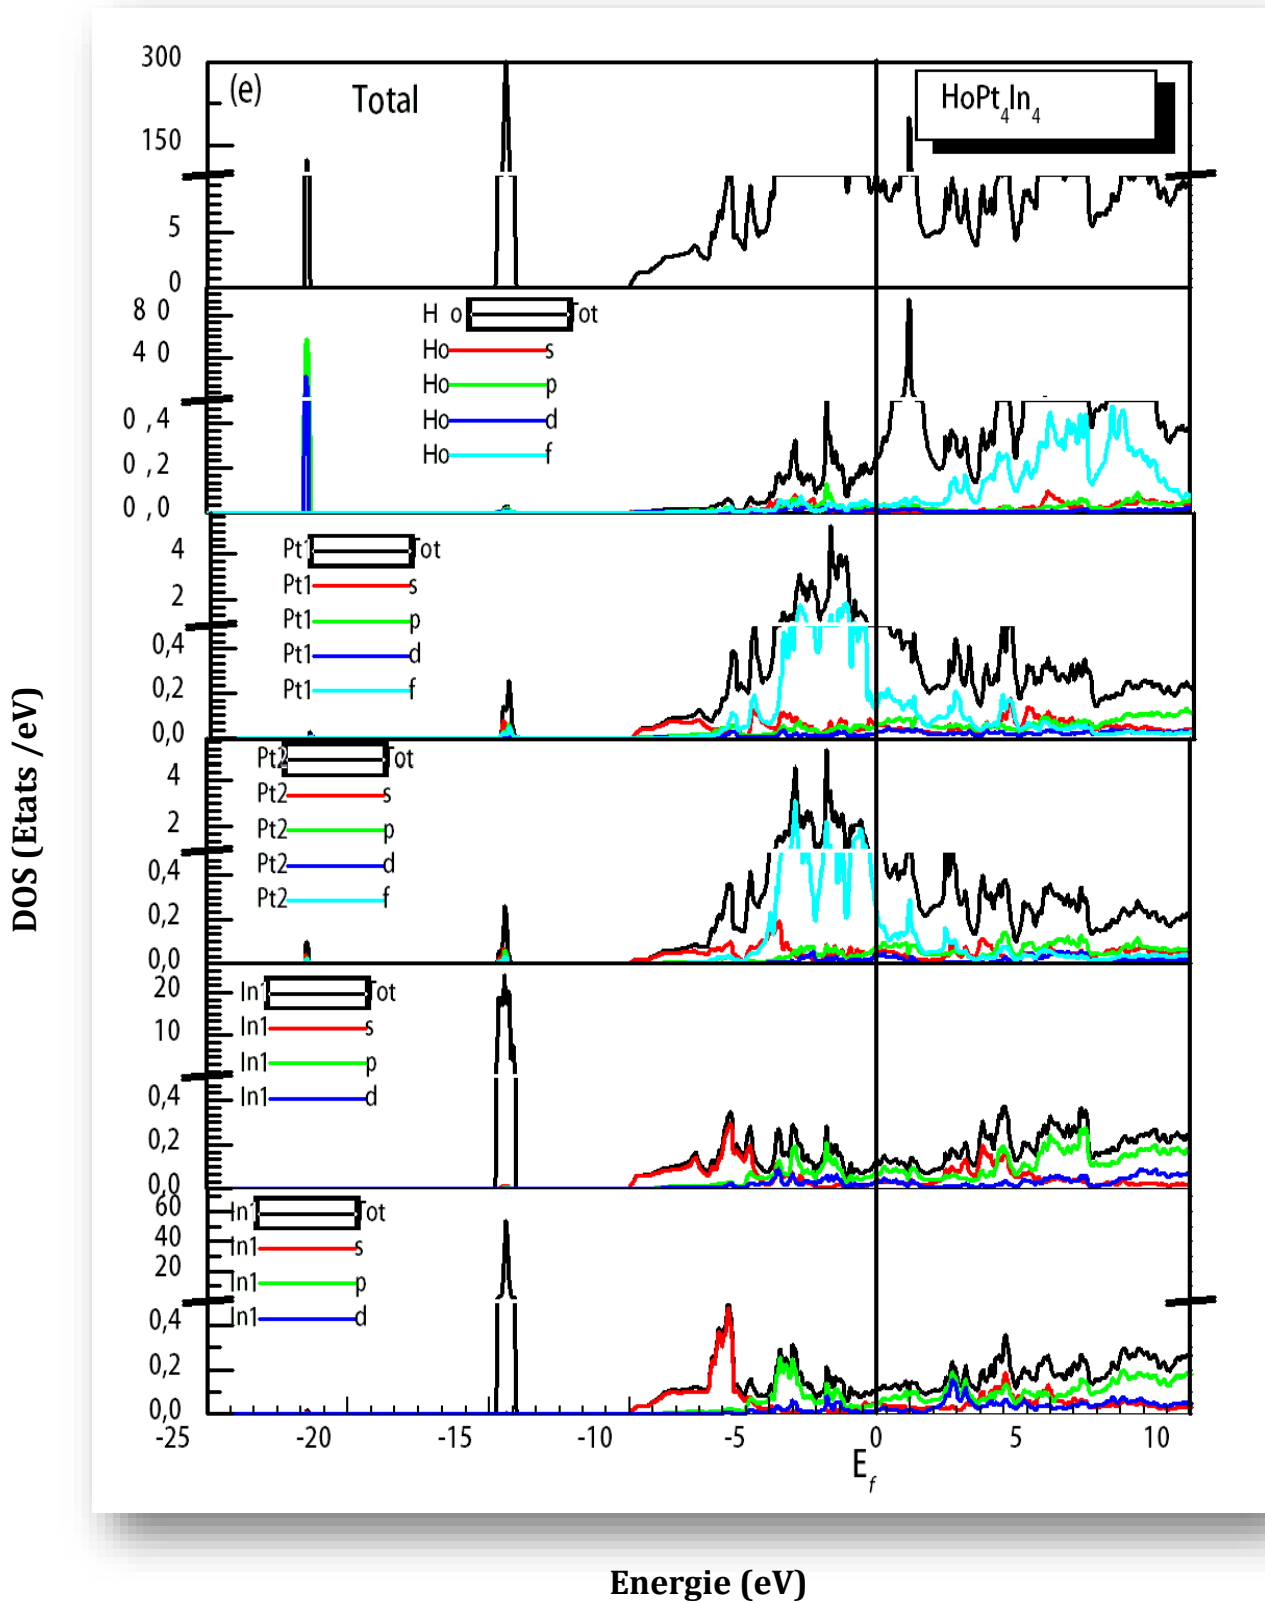 300
(e)
Total
HoPt4In4
150
5
0
8 0
H o Tot
Ho s
4 0
Ho p
0 ,4
Ho d
Ho f
0 ,2
0 ,0
4
Pt1 Tot
Pt1 s
2
Pt1 p
0,4
Pt1 d
Pt1 f
0,2
0,0
Pt2 Tot
4
Pt2 s
2
Pt2 p
Pt2 d
0,4
Pt2 f
0,2
0,0
20
In1 Tot
10
In1 s
In1 p
0,4
In1 d
0,2
0,0
60
In1 Tot
40
In1 s
20
In1 p
0,4
In1 d
0,2
0,0
-25 -20 -15 -10 -5 0 5 10
Ef
DOS (Etats /eV)
Energie (eV)